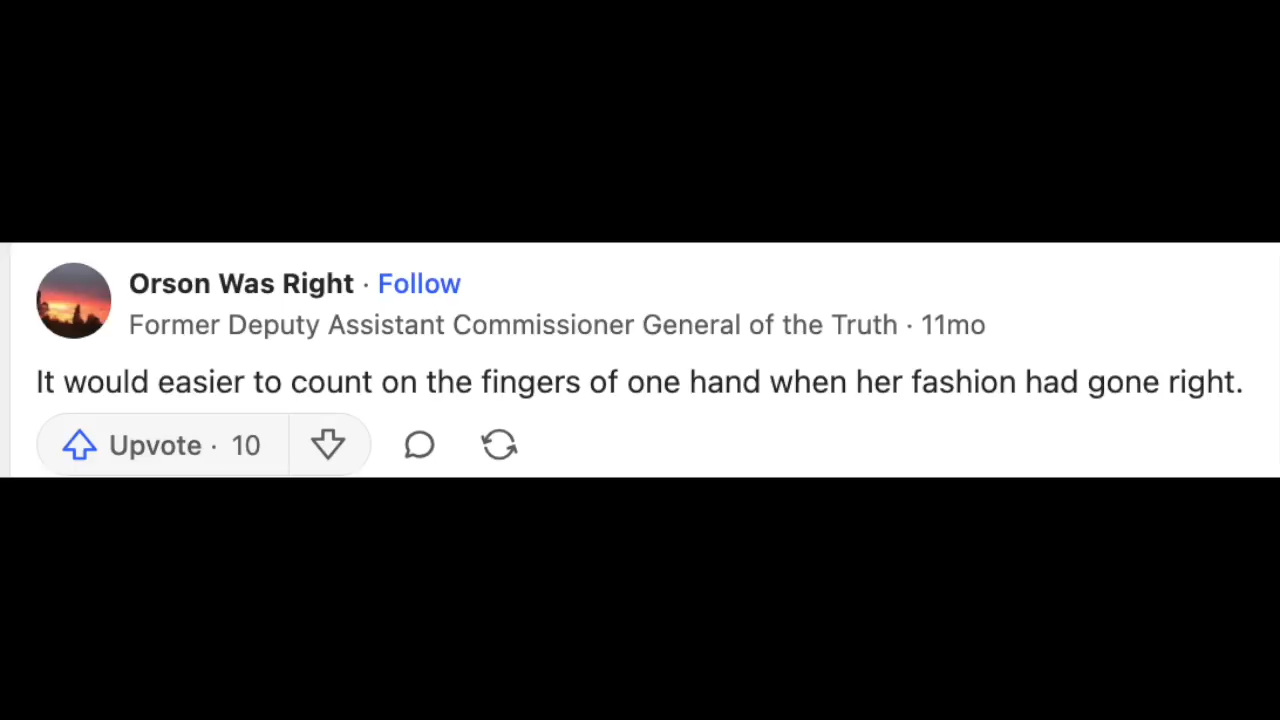 Orson Was Right · Follow
Former Deputy Assistant Commissioner General of the Truth · 11mo
It would easier to count on the fingers of one hand when her fashion had gone right.
Upvote · 10